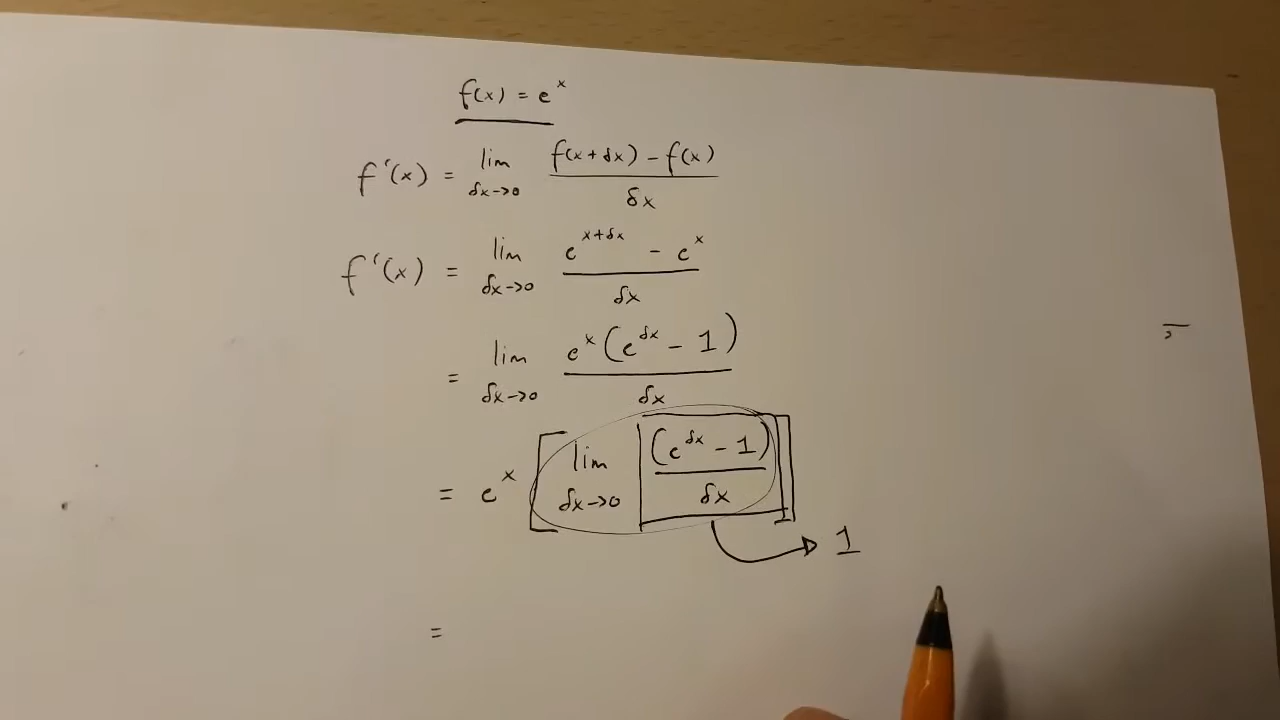 f(x) = e^x
f'(x) = lim δx→0 (f(x+δx) − f(x)) / δx
f'(x) = lim δx→0 (e^(x+δx) − e^x) / δx
= lim δx→0 e^x (e^δx − 1) / δx
= e^x [ lim δx→0 (e^δx − 1) / δx ]
→ 1
=